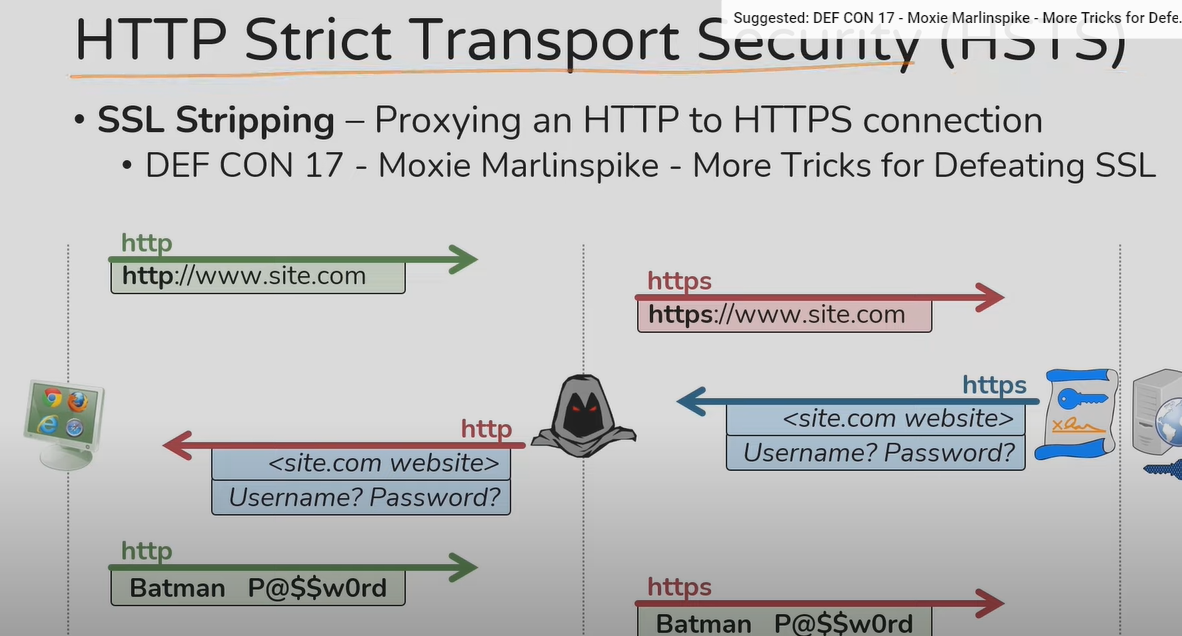 Suggested: DEF CON 17 - Moxie Marlinspike - More Tricks for Defe.
HTTP Strict Transport Security (HSTS)
• SSL Stripping – Proxying an HTTP to HTTPS connection
• DEF CON 17 - Moxie Marlinspike - More Tricks for Defeating SSL
http
http://www.site.com
https
https://www.site.com
https
<site.com website>
Username? Password?
http
<site.com website>
Username? Password?
http
Batman P@$$w0rd
https
Batman P@$$w0rd